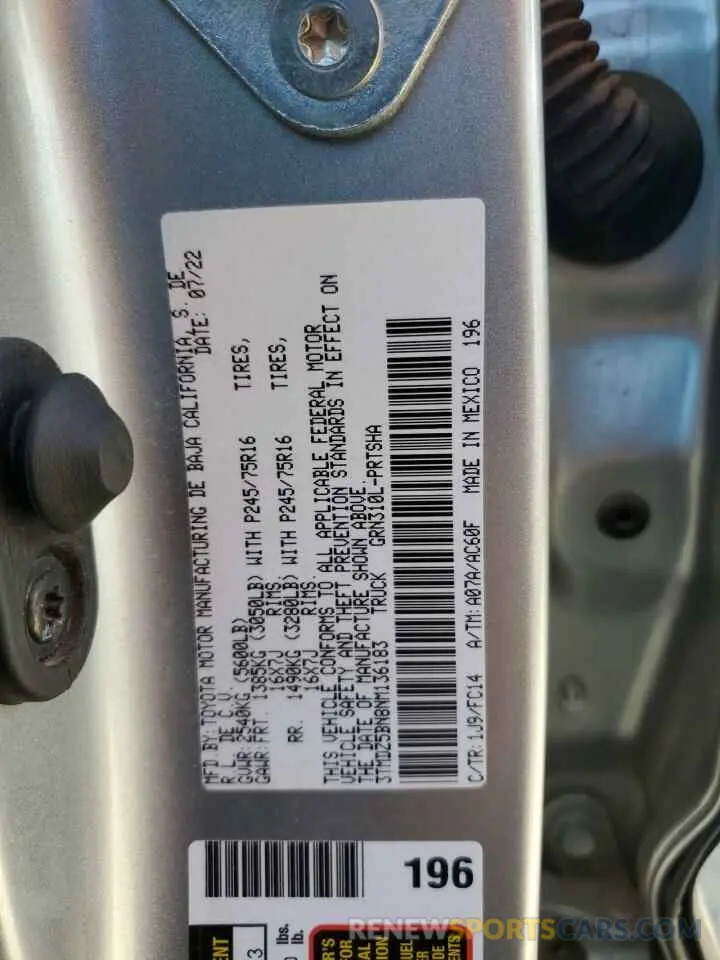 MFD BY: TOYOTA MOTOR MANUFACTURING DE BAJA CALIFORNIA, S. DE
R. L. DE C.V. DATE: 07/22
GVWR: 2540KG (5600LB)
GAWR: FRT. 1385KG (3050LB) WITH P245/75R16 TIRES,
16X7J RIMS,
RR. 1490KG (3280LB) WITH P245/75R16 TIRES,
16X7J RIMS.
THIS VEHICLE CONFORMS TO ALL APPLICABLE FEDERAL MOTOR
VEHICLE SAFETY AND THEFT PREVENTION STANDARDS IN EFFECT ON
THE DATE OF MANUFACTURE SHOWN ABOVE.
3TMDZ5BN8NM136183 TRUCK GRN310L-PRTSHA
C/TR: 1J9/FC14 A/TM: A07A/AC60F MADE IN MEXICO 196
196
lbs.
lb.
RENEWSPORTSCARS.COM